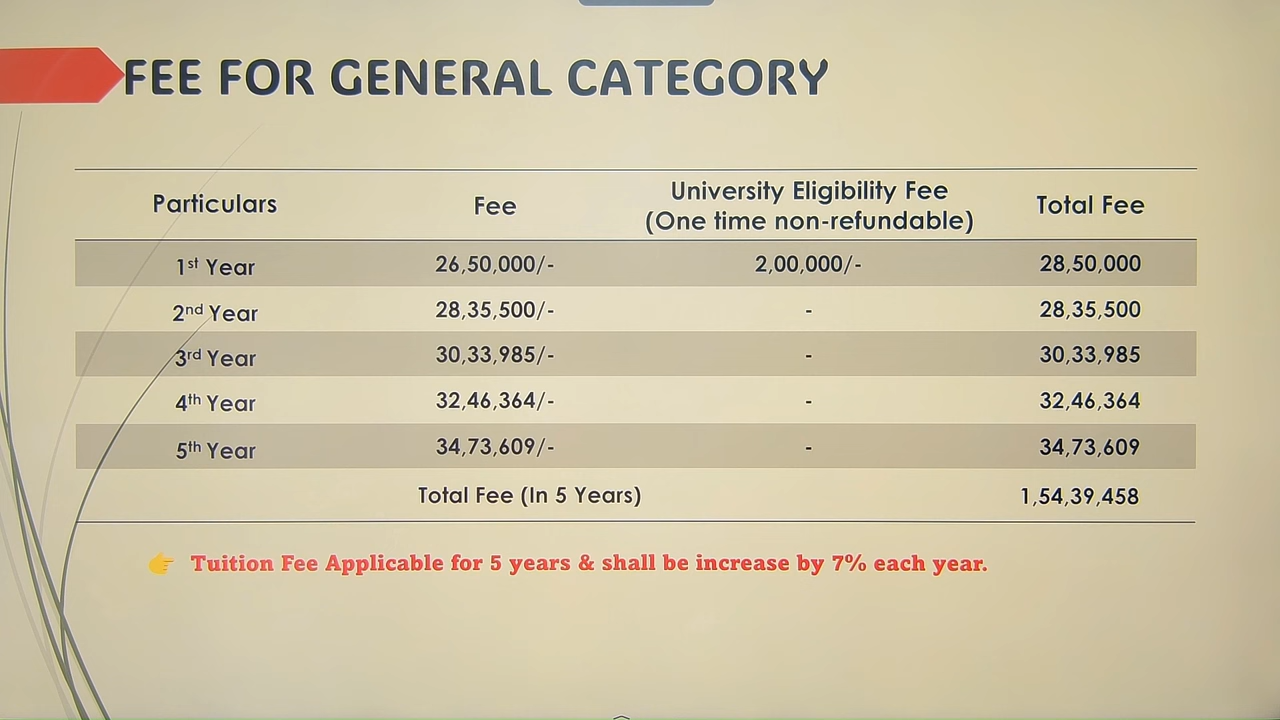 FEE FOR GENERAL CATEGORY
Particulars Fee University Eligibility Fee (One time non-refundable) Total Fee
1st Year 26,50,000/- 2,00,000/- 28,50,000
2nd Year 28,35,500/- - 28,35,500
3rd Year 30,33,985/- - 30,33,985
4th Year 32,46,364/- - 32,46,364
5th Year 34,73,609/- - 34,73,609
Total Fee (In 5 Years) 1,54,39,458
👉 Tuition Fee Applicable for 5 years & shall be increase by 7% each year.